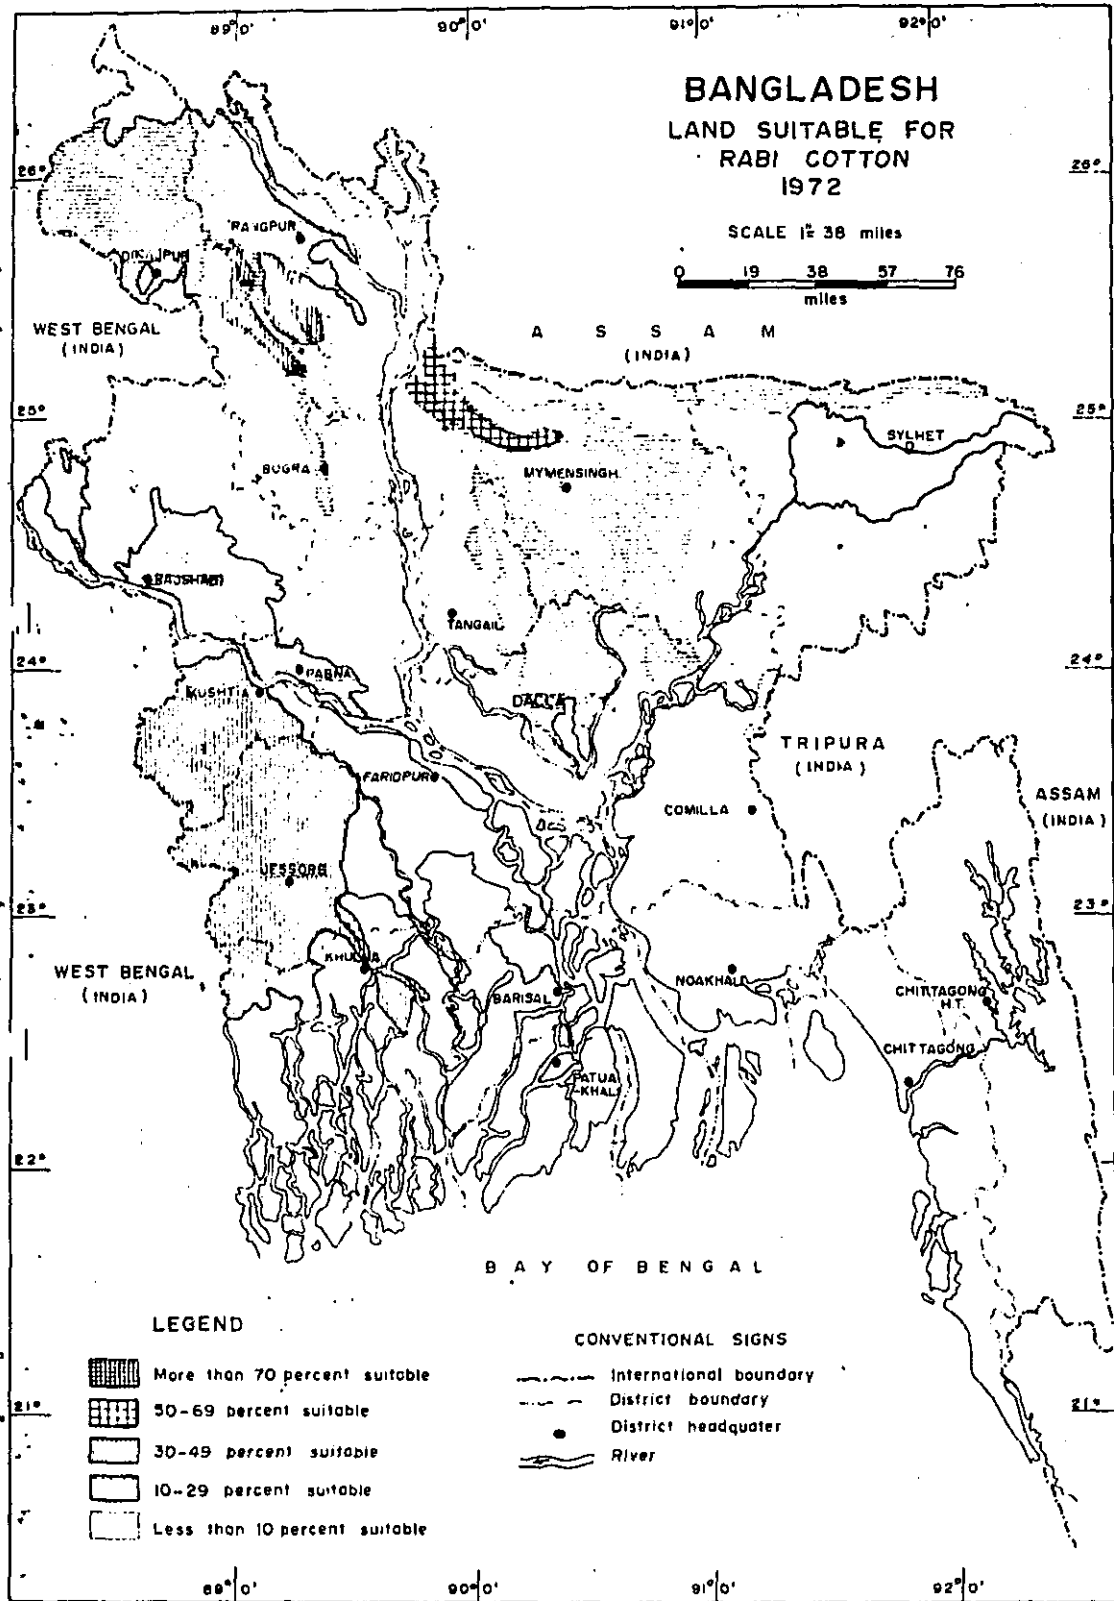 89° 0'
90° 0'
91° 0'
92° 0'
BANGLADESH
LAND SUITABLE FOR
RABI COTTON
1972
SCALE 1"= 38 miles
0 19 38 57 76
miles
26°
26°
RANGPUR
DINAJPUR
WEST BENGAL
(INDIA)
A S S A M
(INDIA)
25°
25°
SYLHET
BOGRA
MYMENSINGH
RAJSHAHI
TANGAIL
24°
24°
PABNA
KUSHTIA
DACCA
TRIPURA
(INDIA)
FARIDPUR
COMILLA
ASSAM
(INDIA)
JESSORE
23°
23°
KHULNA
WEST BENGAL
(INDIA)
BARISAL
NOAKHALI
CHITTAGONG
H.T.
CHITTAGONG
PATUA
-KHALI
22°
BAY OF BENGAL
LEGEND
More than 70 percent suitable
50-69 percent suitable
30-49 percent suitable
10-29 percent suitable
Less than 10 percent suitable
CONVENTIONAL SIGNS
International boundary
District boundary
District headquater
River
21°
21°
89° 0'
90° 0'
91° 0'
92° 0'